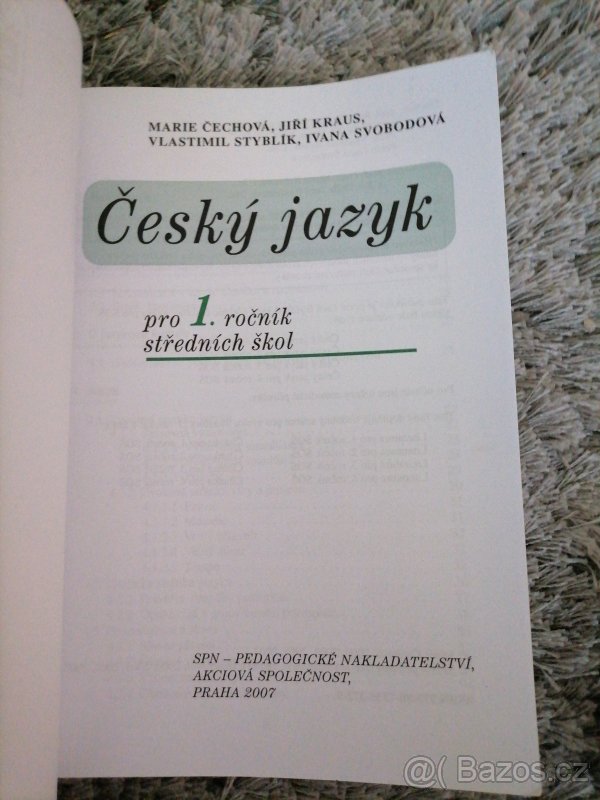 MARIE ČECHOVÁ, JIŘÍ KRAUS,
VLASTIMIL STYBLÍK, IVANA SVOBODOVÁ
Český jazyk
pro 1. ročník
středních škol
SPN – PEDAGOGICKÉ NAKLADATELSTVÍ,
AKCIOVÁ SPOLEČNOST,
PRAHA 2007
@( Bazos.cz